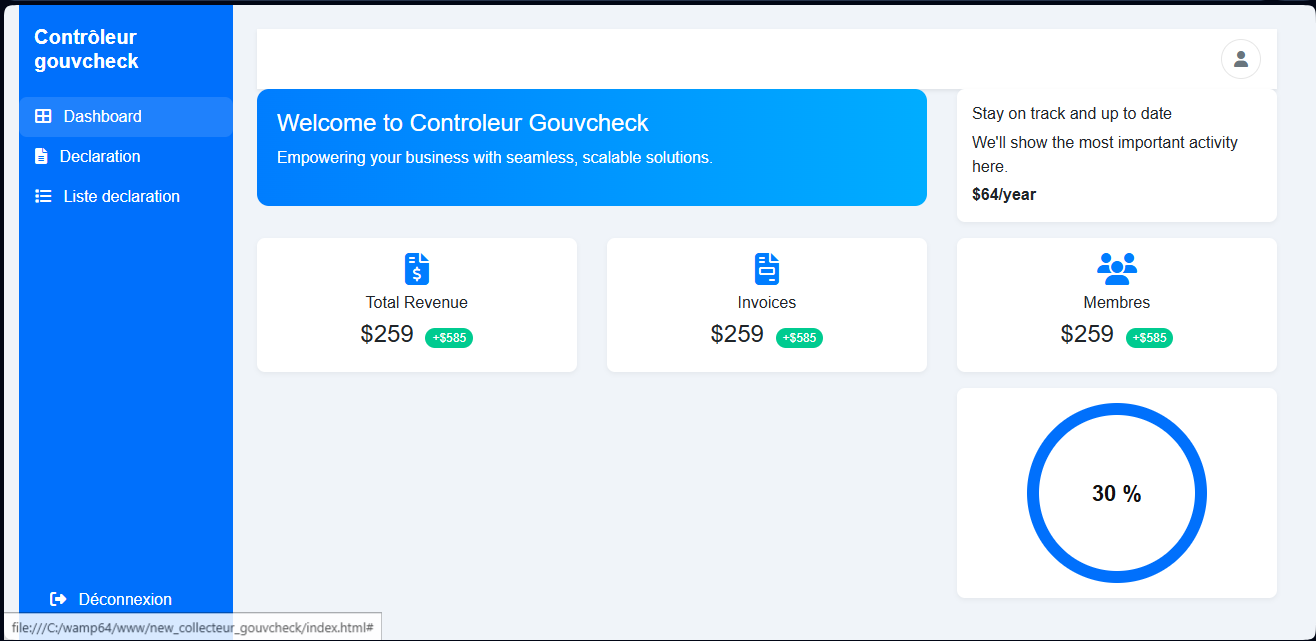 Contrôleur
gouvcheck
Dashboard
Declaration
Liste declaration
Déconnexion
Welcome to Controleur Gouvcheck
Empowering your business with seamless, scalable solutions.
Stay on track and up to date
We'll show the most important activity
here.
$64/year
$
Total Revenue
$259 +$585
Invoices
$259 +$585
Membres
$259 +$585
30 %
file:///C:/wamp64/www/new_collecteur_gouvcheck/index.html#